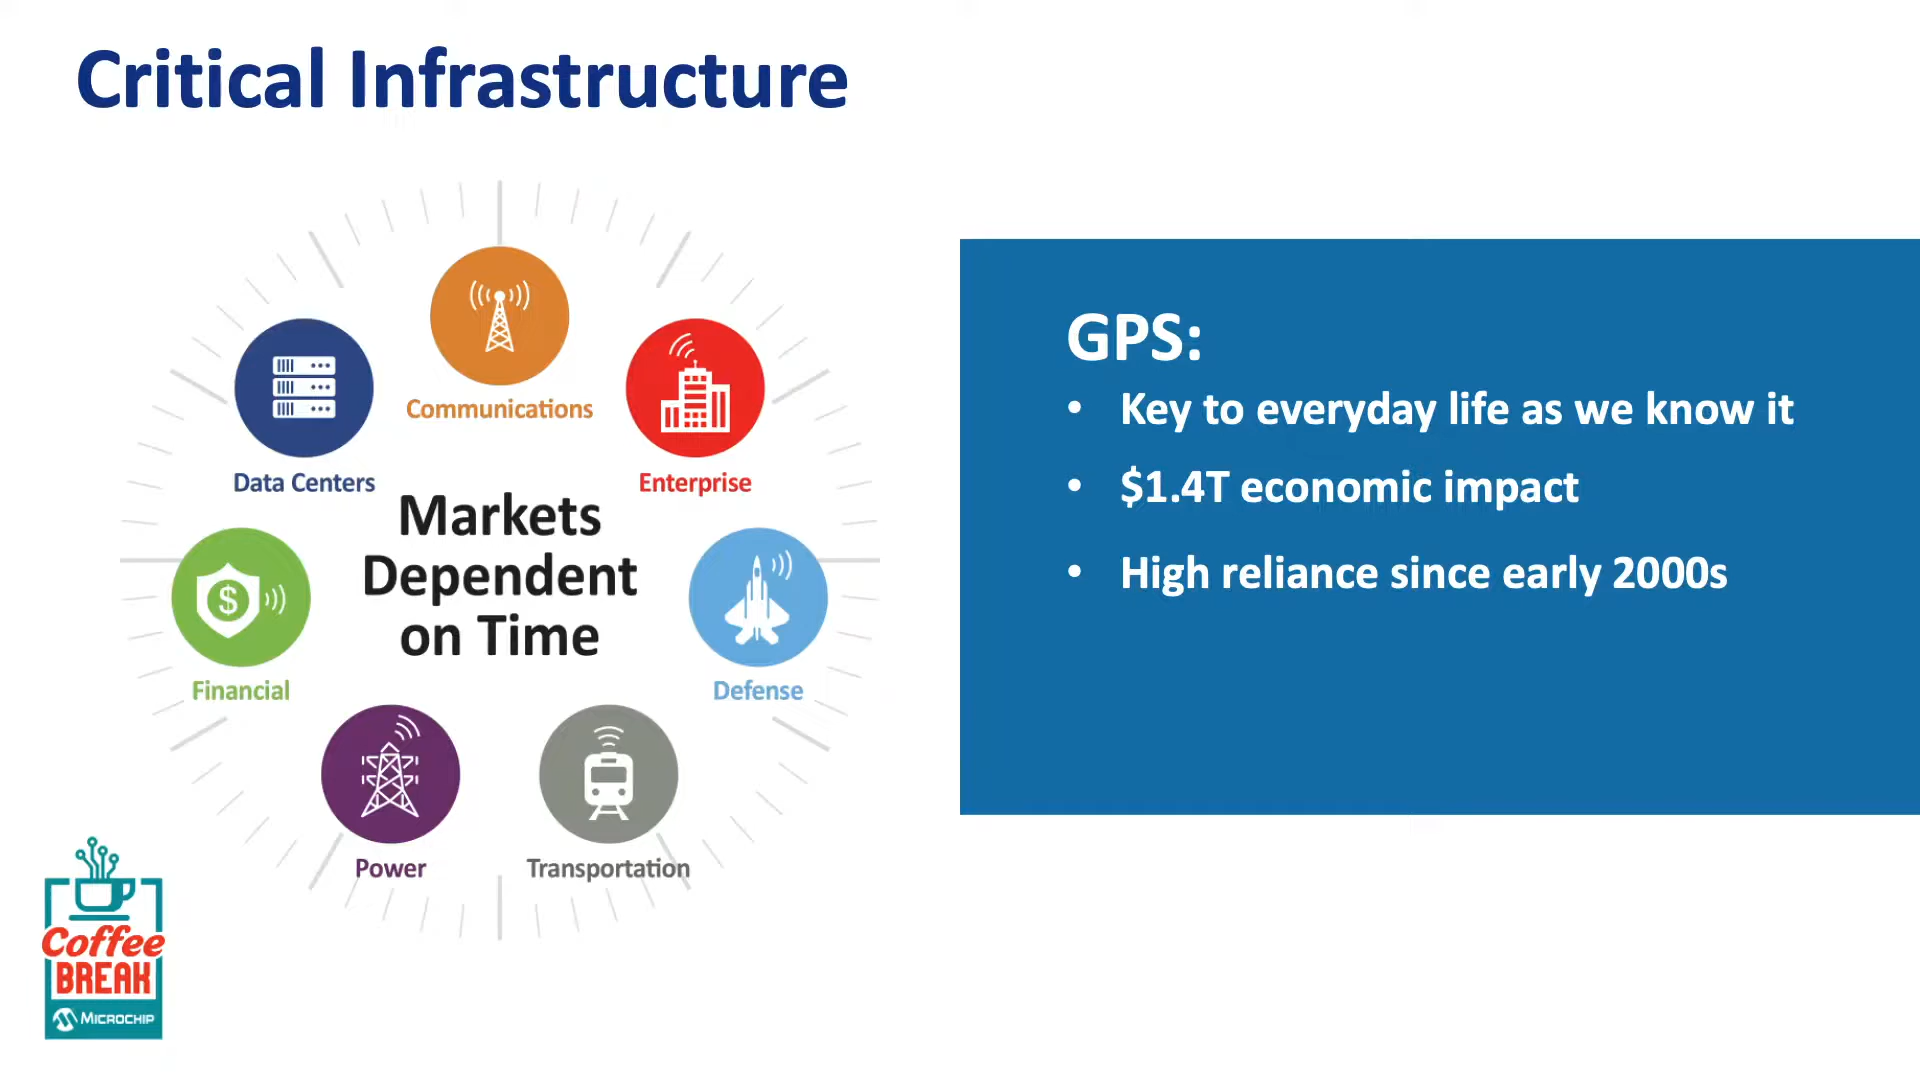 Critical Infrastructure
Communications
Data Centers
Enterprise
Markets
Dependent
on Time
$
Financial
Defense
Power
Transportation
GPS:
• Key to everyday life as we know it
• $1.4T economic impact
• High reliance since early 2000s
Coffee
BREAK
MICROCHIP